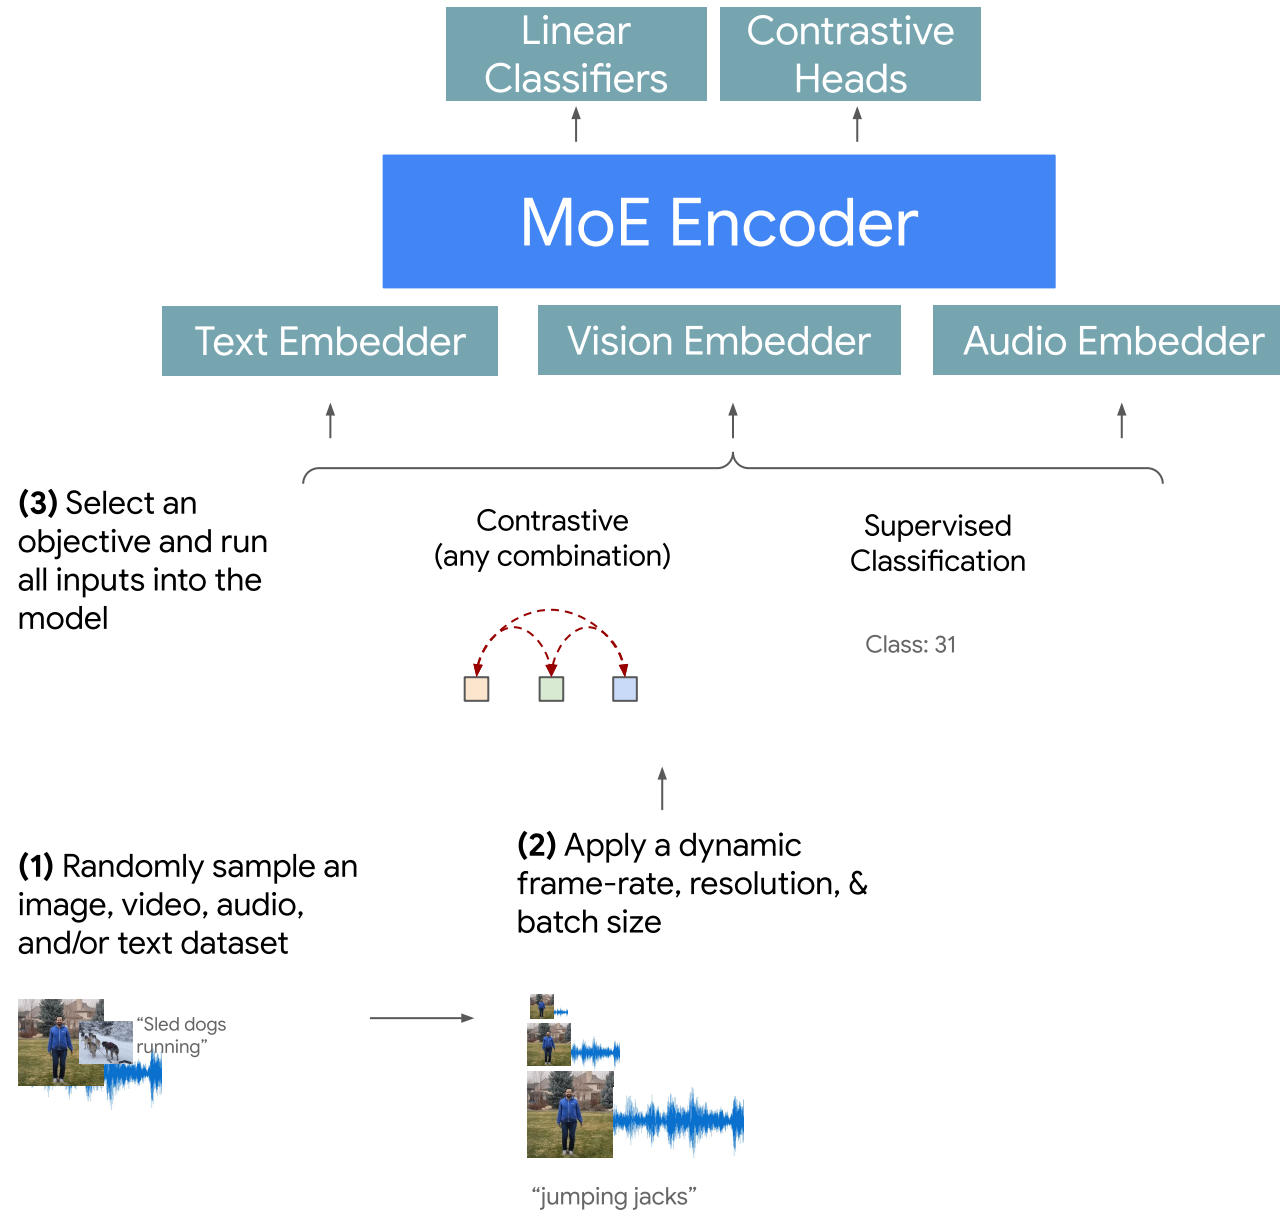 Linear
Classifiers
Contrastive
Heads
MoE Encoder
Text Embedder
Vision Embedder
Audio Embedder
(3) Select an
objective and run
all inputs into the
model
Contrastive
(any combination)
Supervised
Classification
Class: 31
(1) Randomly sample an
image, video, audio,
and/or text dataset
“Sled dogs
running”
(2) Apply a dynamic
frame-rate, resolution, &
batch size
“jumping jacks”